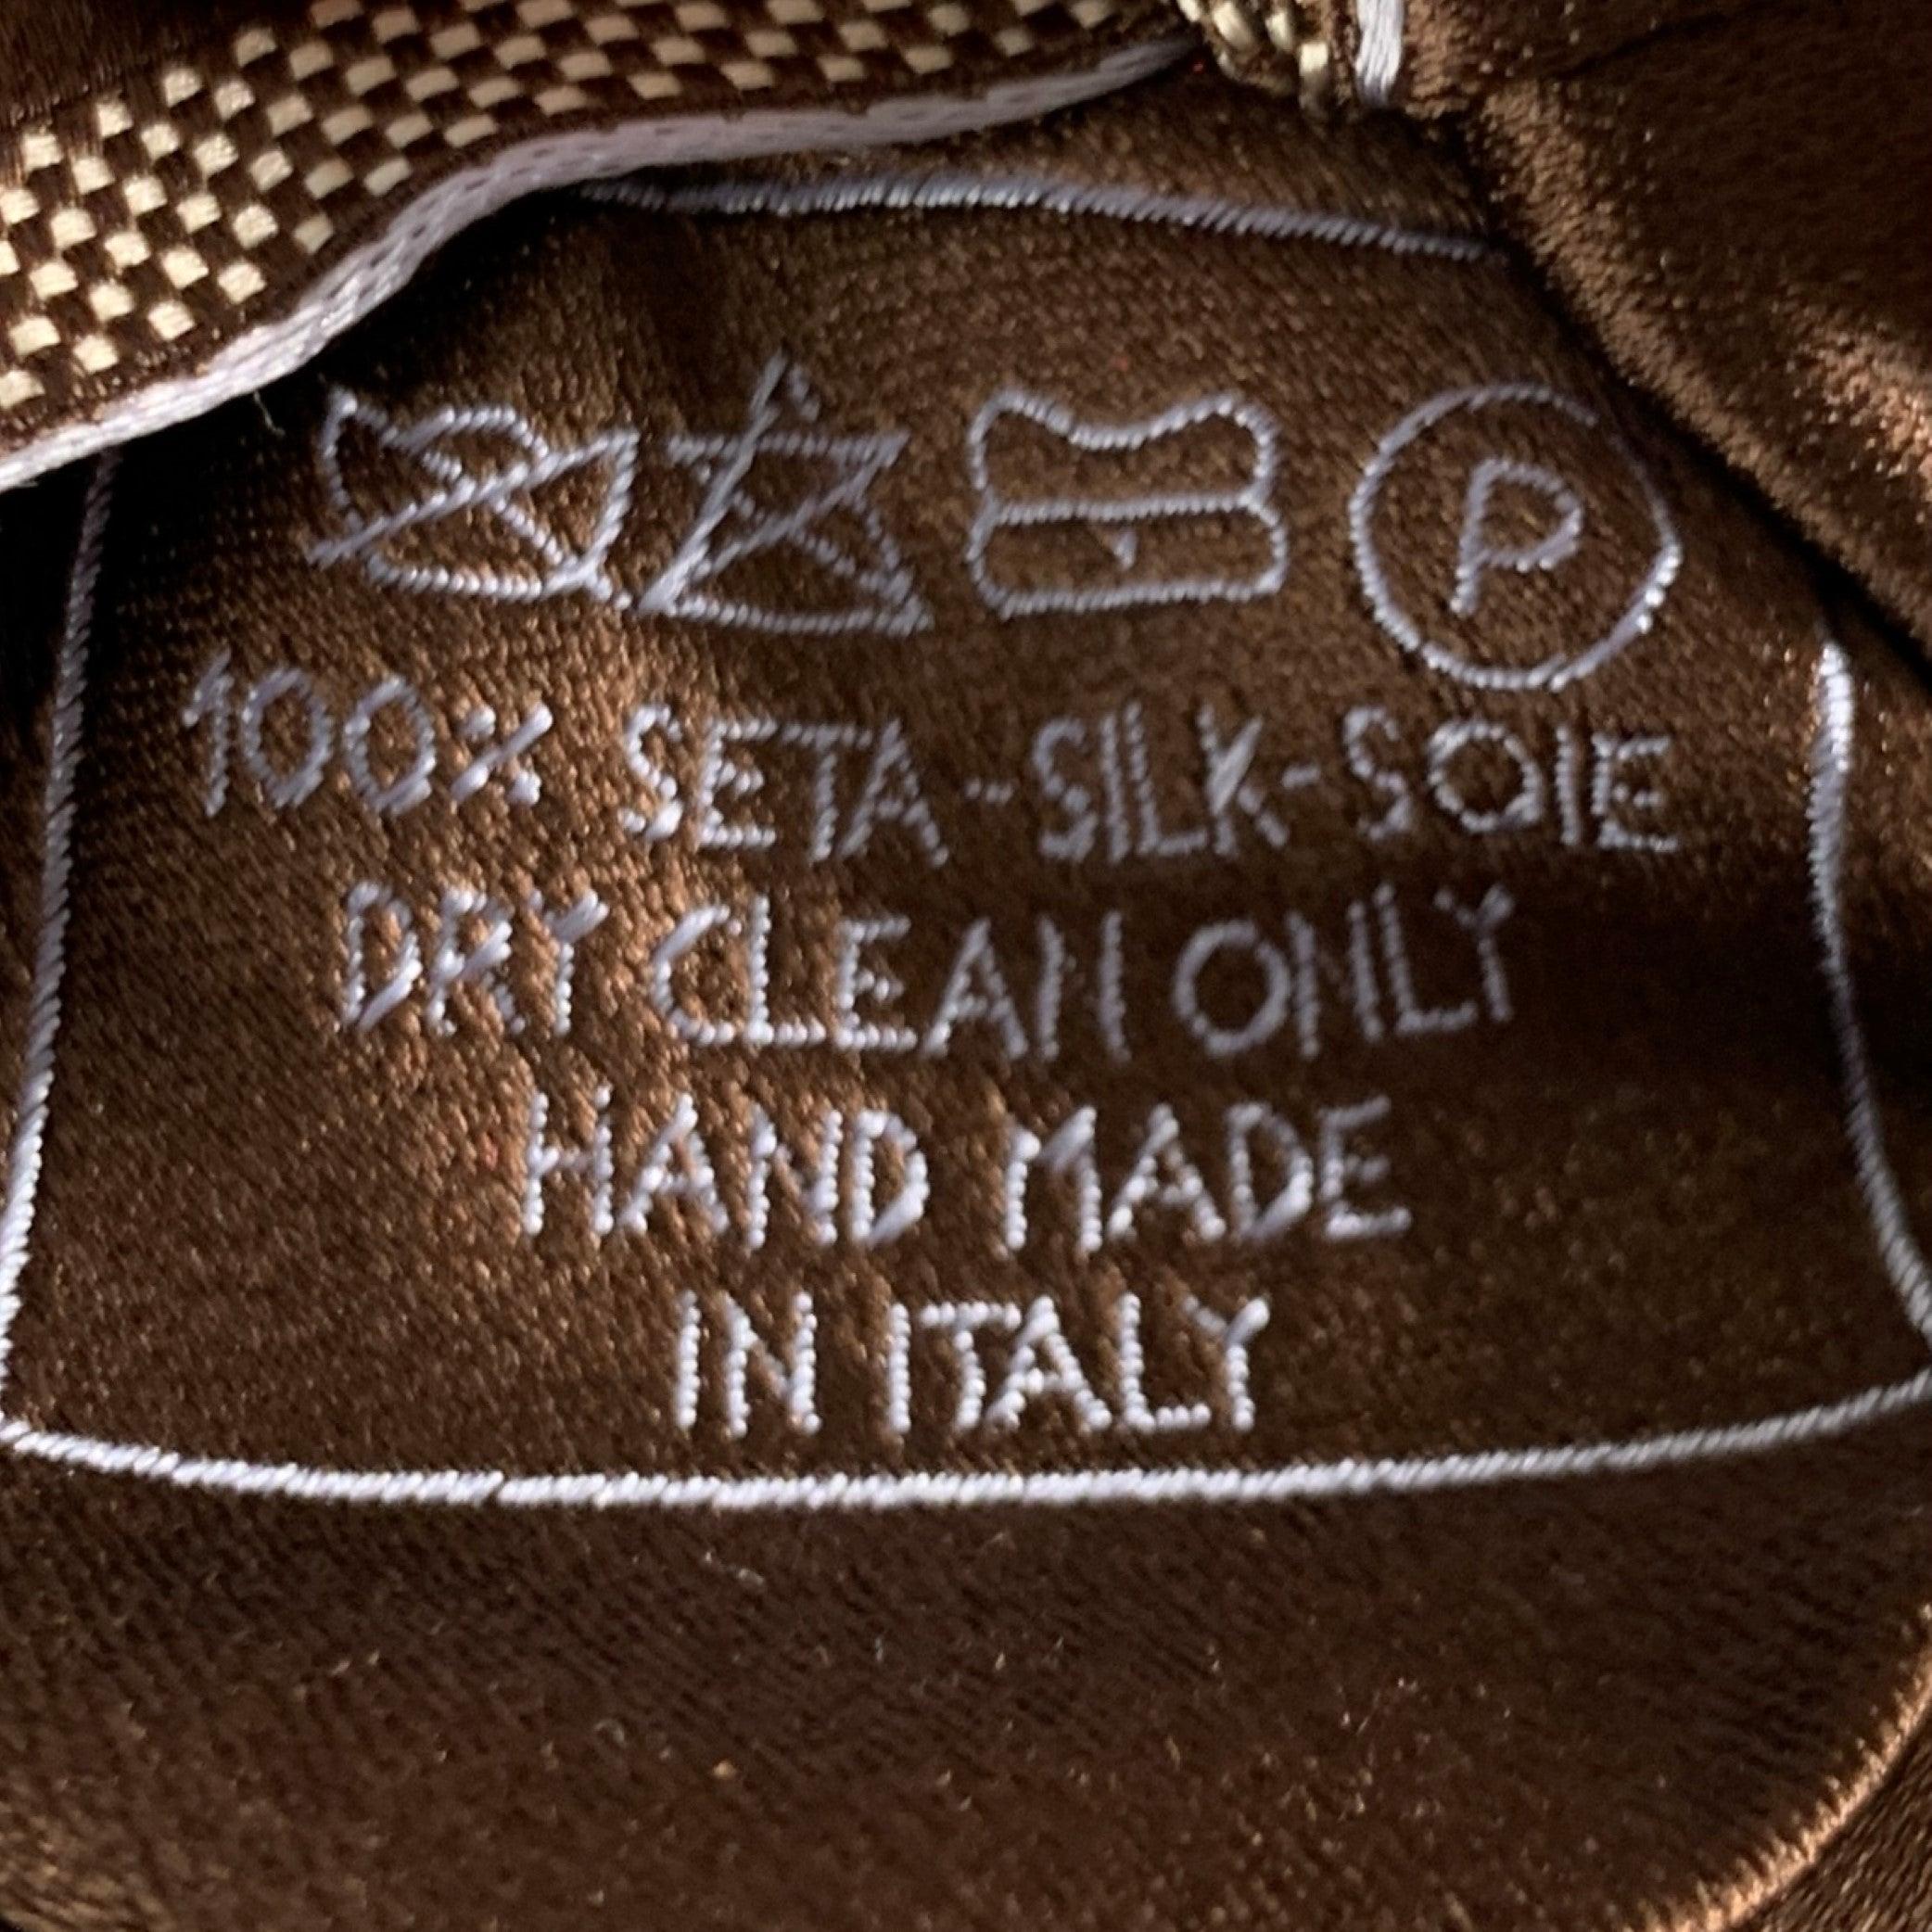 P
100% SETA-SILK-SOIE
DRY CLEAN ONLY
HAND MADE
IN ITALY